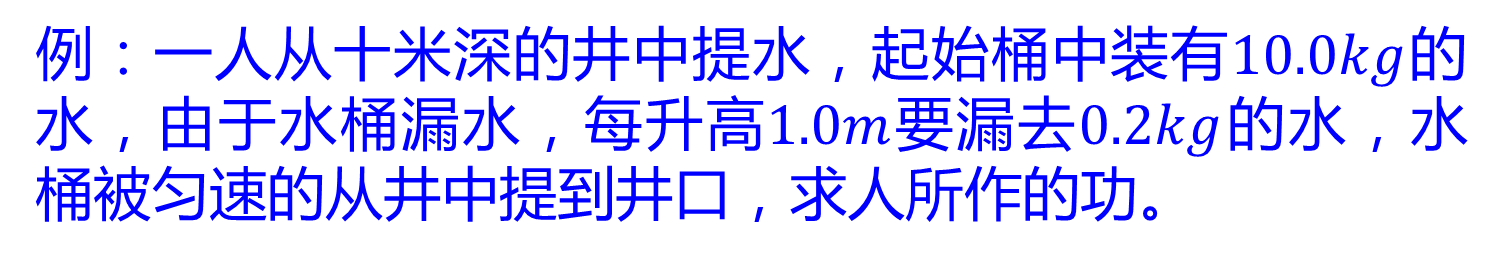 例：一人从十米深的井中提水，起始桶中装有10.0kg的
水，由于水桶漏水，每升高1.0m要漏去0.2kg的水，水
桶被匀速的从井中提到井口，求人所作的功。